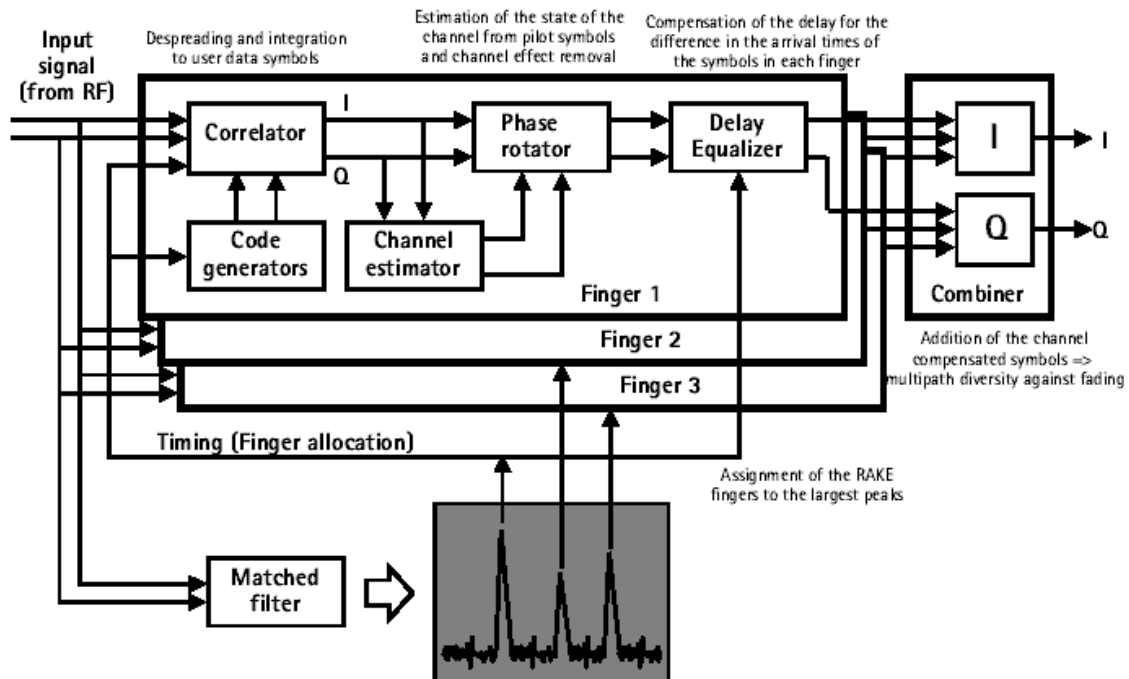 Input
signal
(from RF)
Despreading and integration
to user data symbols
Estimation of the state of the
channel from pilot symbols
and channel effect removal
Compensation of the delay for the
difference in the arrival times of
the symbols in each finger
Correlator
I
Q
Phase
rotator
Delay
Equalizer
I
I
Code
generators
Channel
estimator
Q
Q
Finger 1
Combiner
Finger 2
Finger 3
Addition of the channel
compensated symbols =>
multipath diversity against fading
Timing (Finger allocation)
Assignment of the RAKE
fingers to the largest peaks
Matched
filter